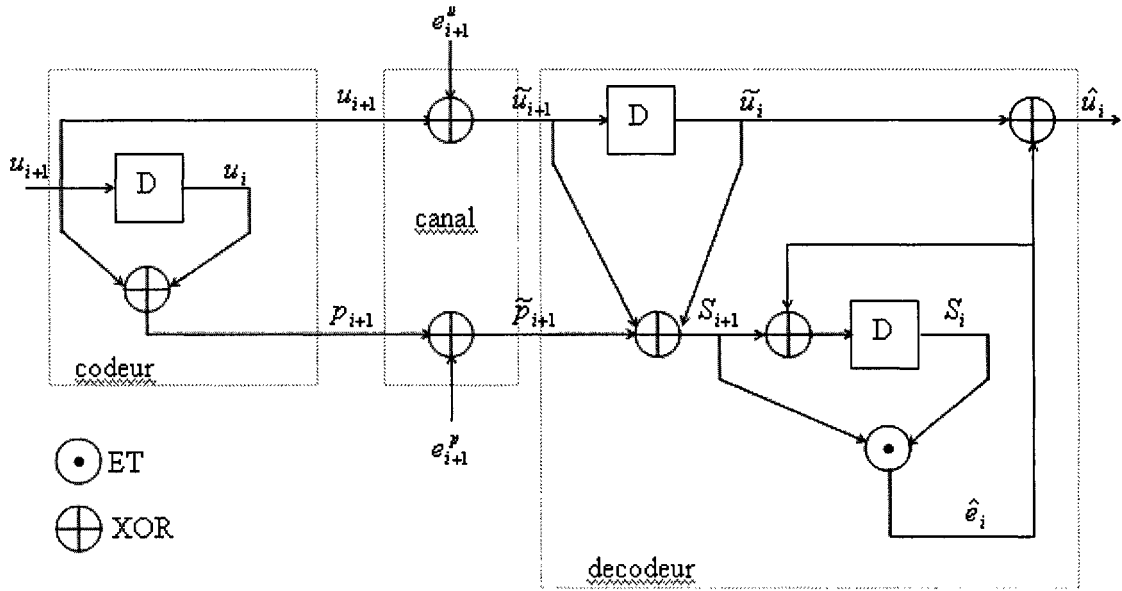 e^u_{i+1}
u_{i+1}
ũ_{i+1}
D
ũ_i
û_i
u_{i+1}
D
u_i
canal
p_{i+1}
p̃_{i+1}
S_{i+1}
D
S_i
codeur
e^p_{i+1}
ET
XOR
ê_i
decodeur